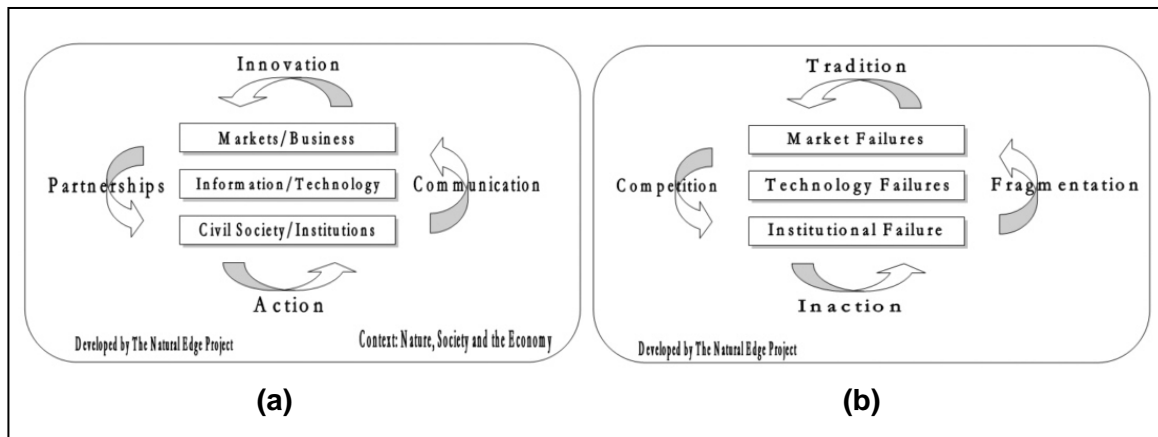 Innovation
Markets/Business
Partnerships
Information/Technology
Communication
Civil Society/Institutions
Action
Developed by The Natural Edge Project
Context: Nature, Society and the Economy
(a)
Tradition
Market Failures
Competition
Technology Failures
Fragmentation
Institutional Failure
Inaction
Developed by The Natural Edge Project
(b)